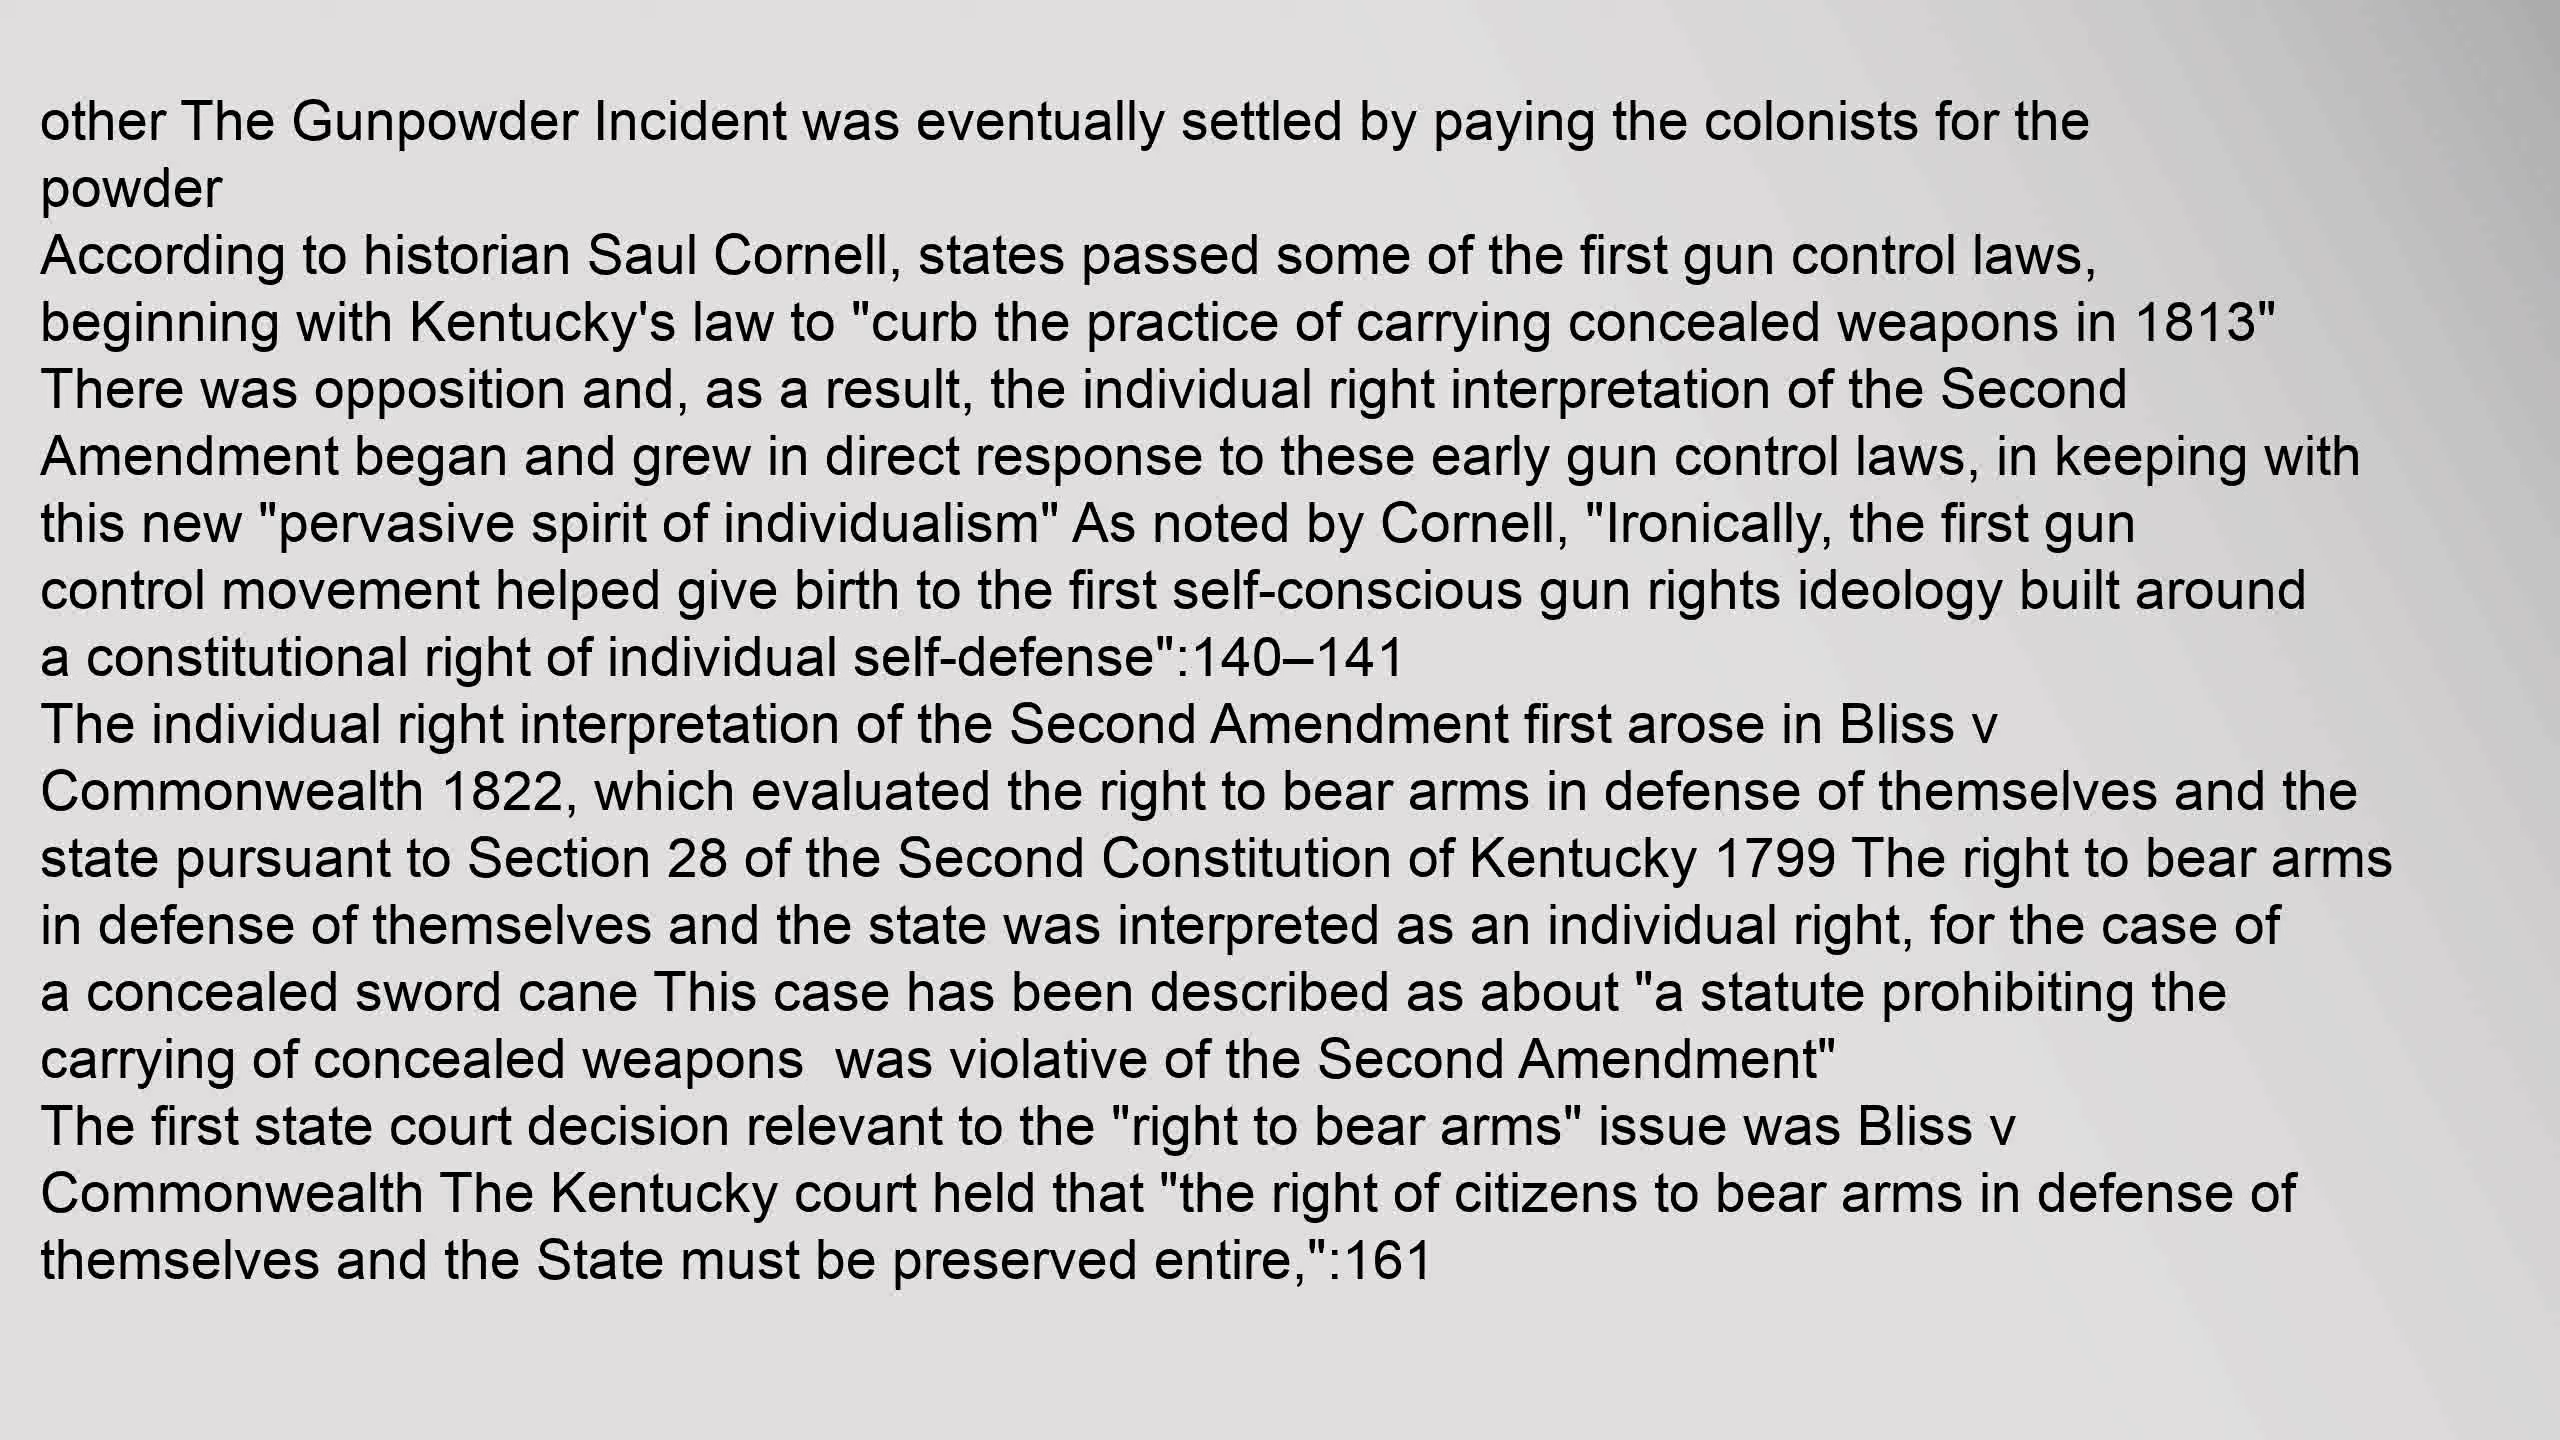 other The Gunpowder Incident was eventually settled by paying the colonists for the
powder
According to historian Saul Cornell, states passed some of the first gun control laws,
beginning with Kentucky's law to "curb the practice of carrying concealed weapons in 1813"
There was opposition and, as a result, the individual right interpretation of the Second
Amendment began and grew in direct response to these early gun control laws, in keeping with
this new "pervasive spirit of individualism" As noted by Cornell, "Ironically, the first gun
control movement helped give birth to the first self-conscious gun rights ideology built around
a constitutional right of individual self-defense":140–141
The individual right interpretation of the Second Amendment first arose in Bliss v
Commonwealth 1822, which evaluated the right to bear arms in defense of themselves and the
state pursuant to Section 28 of the Second Constitution of Kentucky 1799 The right to bear arms
in defense of themselves and the state was interpreted as an individual right, for the case of
a concealed sword cane This case has been described as about "a statute prohibiting the
carrying of concealed weapons  was violative of the Second Amendment"
The first state court decision relevant to the "right to bear arms" issue was Bliss v
Commonwealth The Kentucky court held that "the right of citizens to bear arms in defense of
themselves and the State must be preserved entire,":161